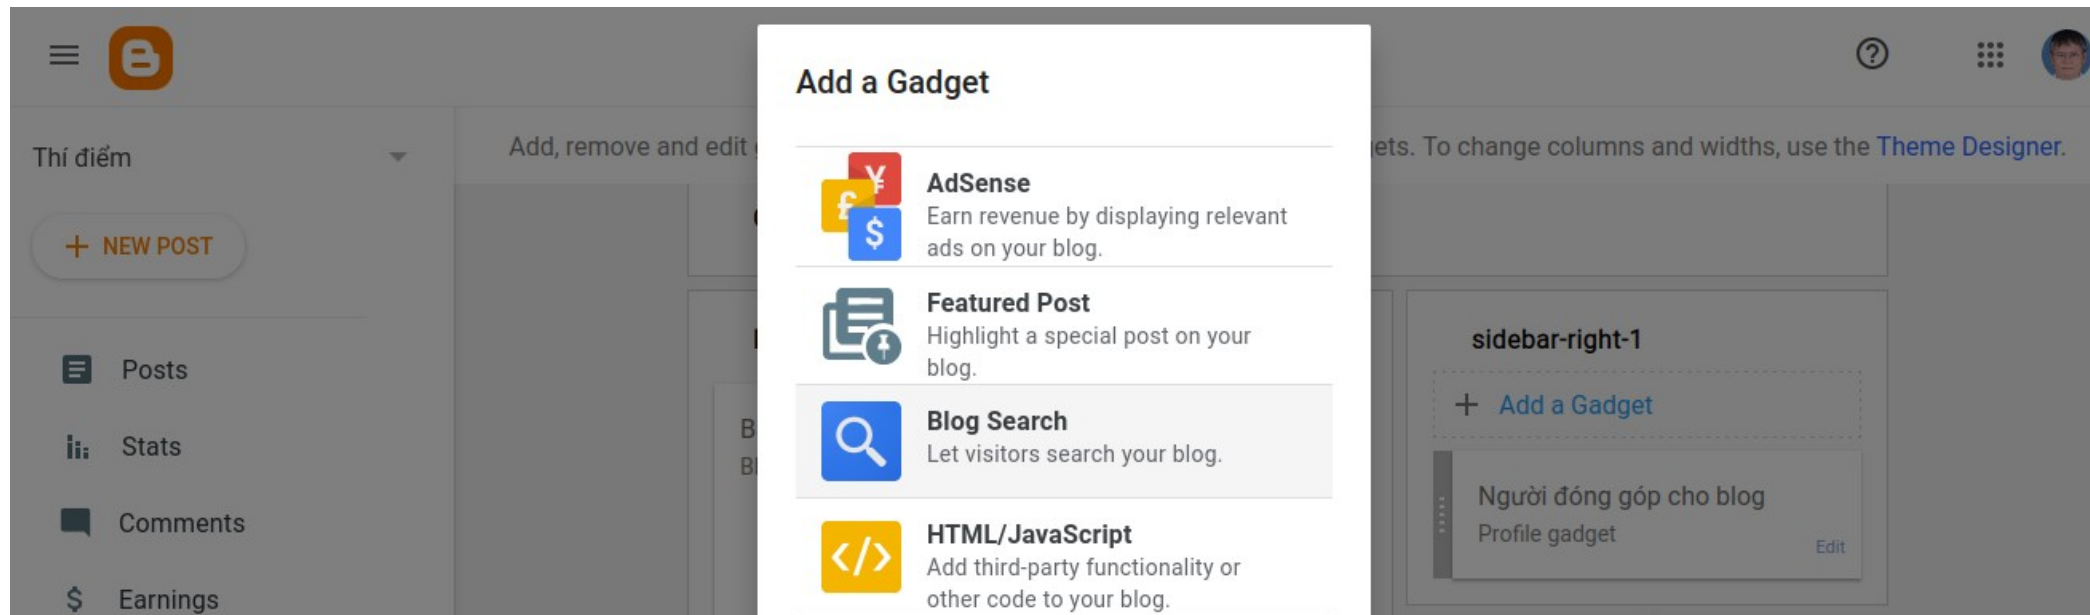 Add a Gadget
Thí điểm
Add, remove and edit
ets. To change columns and widths, use the Theme Designer.
AdSense
Earn revenue by displaying relevant
ads on your blog.
NEW POST
Featured Post
Highlight a special post on your
blog.
sidebar-right-1
Posts
Add a Gadget
Blog Search
Let visitors search your blog.
Stats
Người đóng góp cho blog
Profile gadget
Edit
Comments
HTML/JavaScript
Add third-party functionality or
other code to your blog.
Earnings